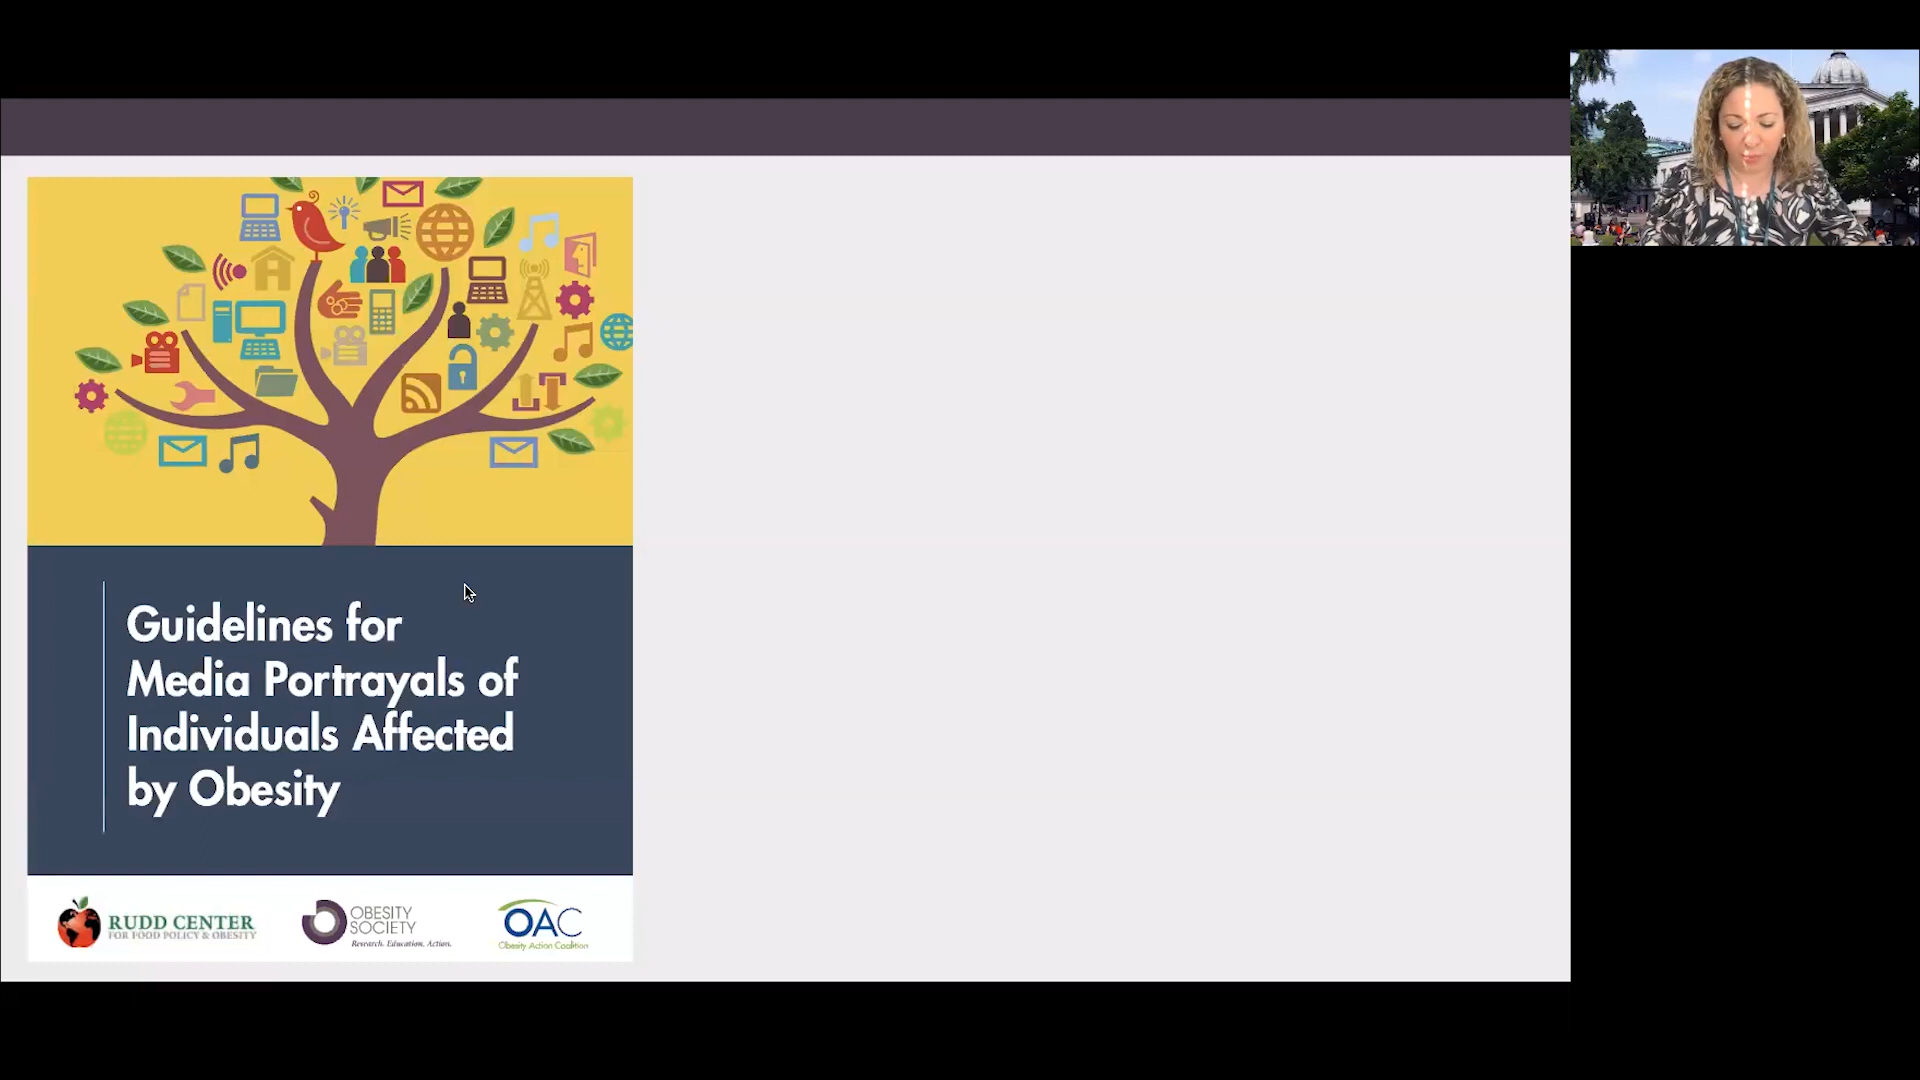 Guidelines for
Media Portrayals of
Individuals Affected
by Obesity
RUDD CENTER
FOR FOOD POLICY & OBESITY
OBESITY
SOCIETY
Research. Education. Action.
OAC
Obesity Action Coalition